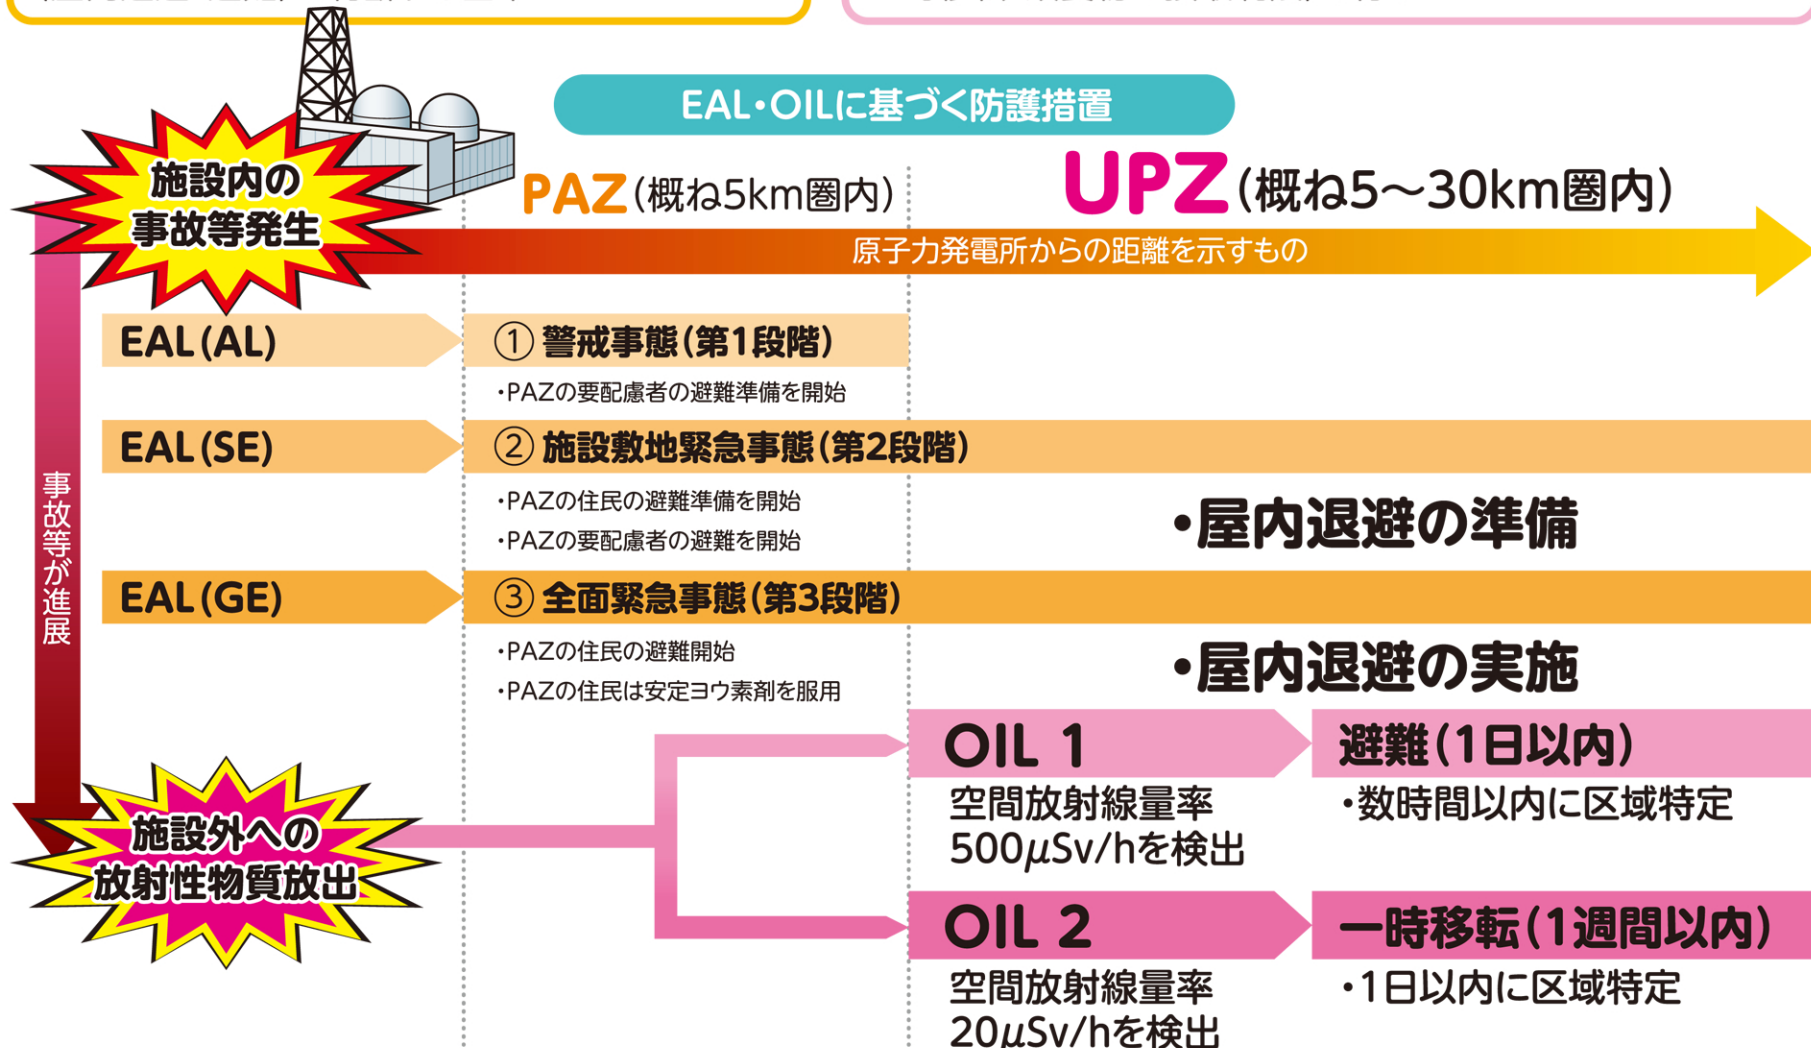 EAL・OILに基づく防護措置
施設内の
事故等発生
PAZ(概ね5km圏内)
UPZ(概ね5～30km圏内)
原子力発電所からの距離を示すもの
事故等が進展
EAL(AL)
① 警戒事態(第1段階)
・PAZの要配慮者の避難準備を開始
EAL(SE)
② 施設敷地緊急事態(第2段階)
・PAZの住民の避難準備を開始
・PAZの要配慮者の避難を開始
・屋内退避の準備
EAL(GE)
③ 全面緊急事態(第3段階)
・PAZの住民の避難開始
・PAZの住民は安定ヨウ素剤を服用
・屋内退避の実施
施設外への
放射性物質放出
OIL 1
空間放射線量率
500μSv/hを検出
避難(1日以内)
・数時間以内に区域特定
OIL 2
空間放射線量率
20μSv/hを検出
一時移転(1週間以内)
・1日以内に区域特定